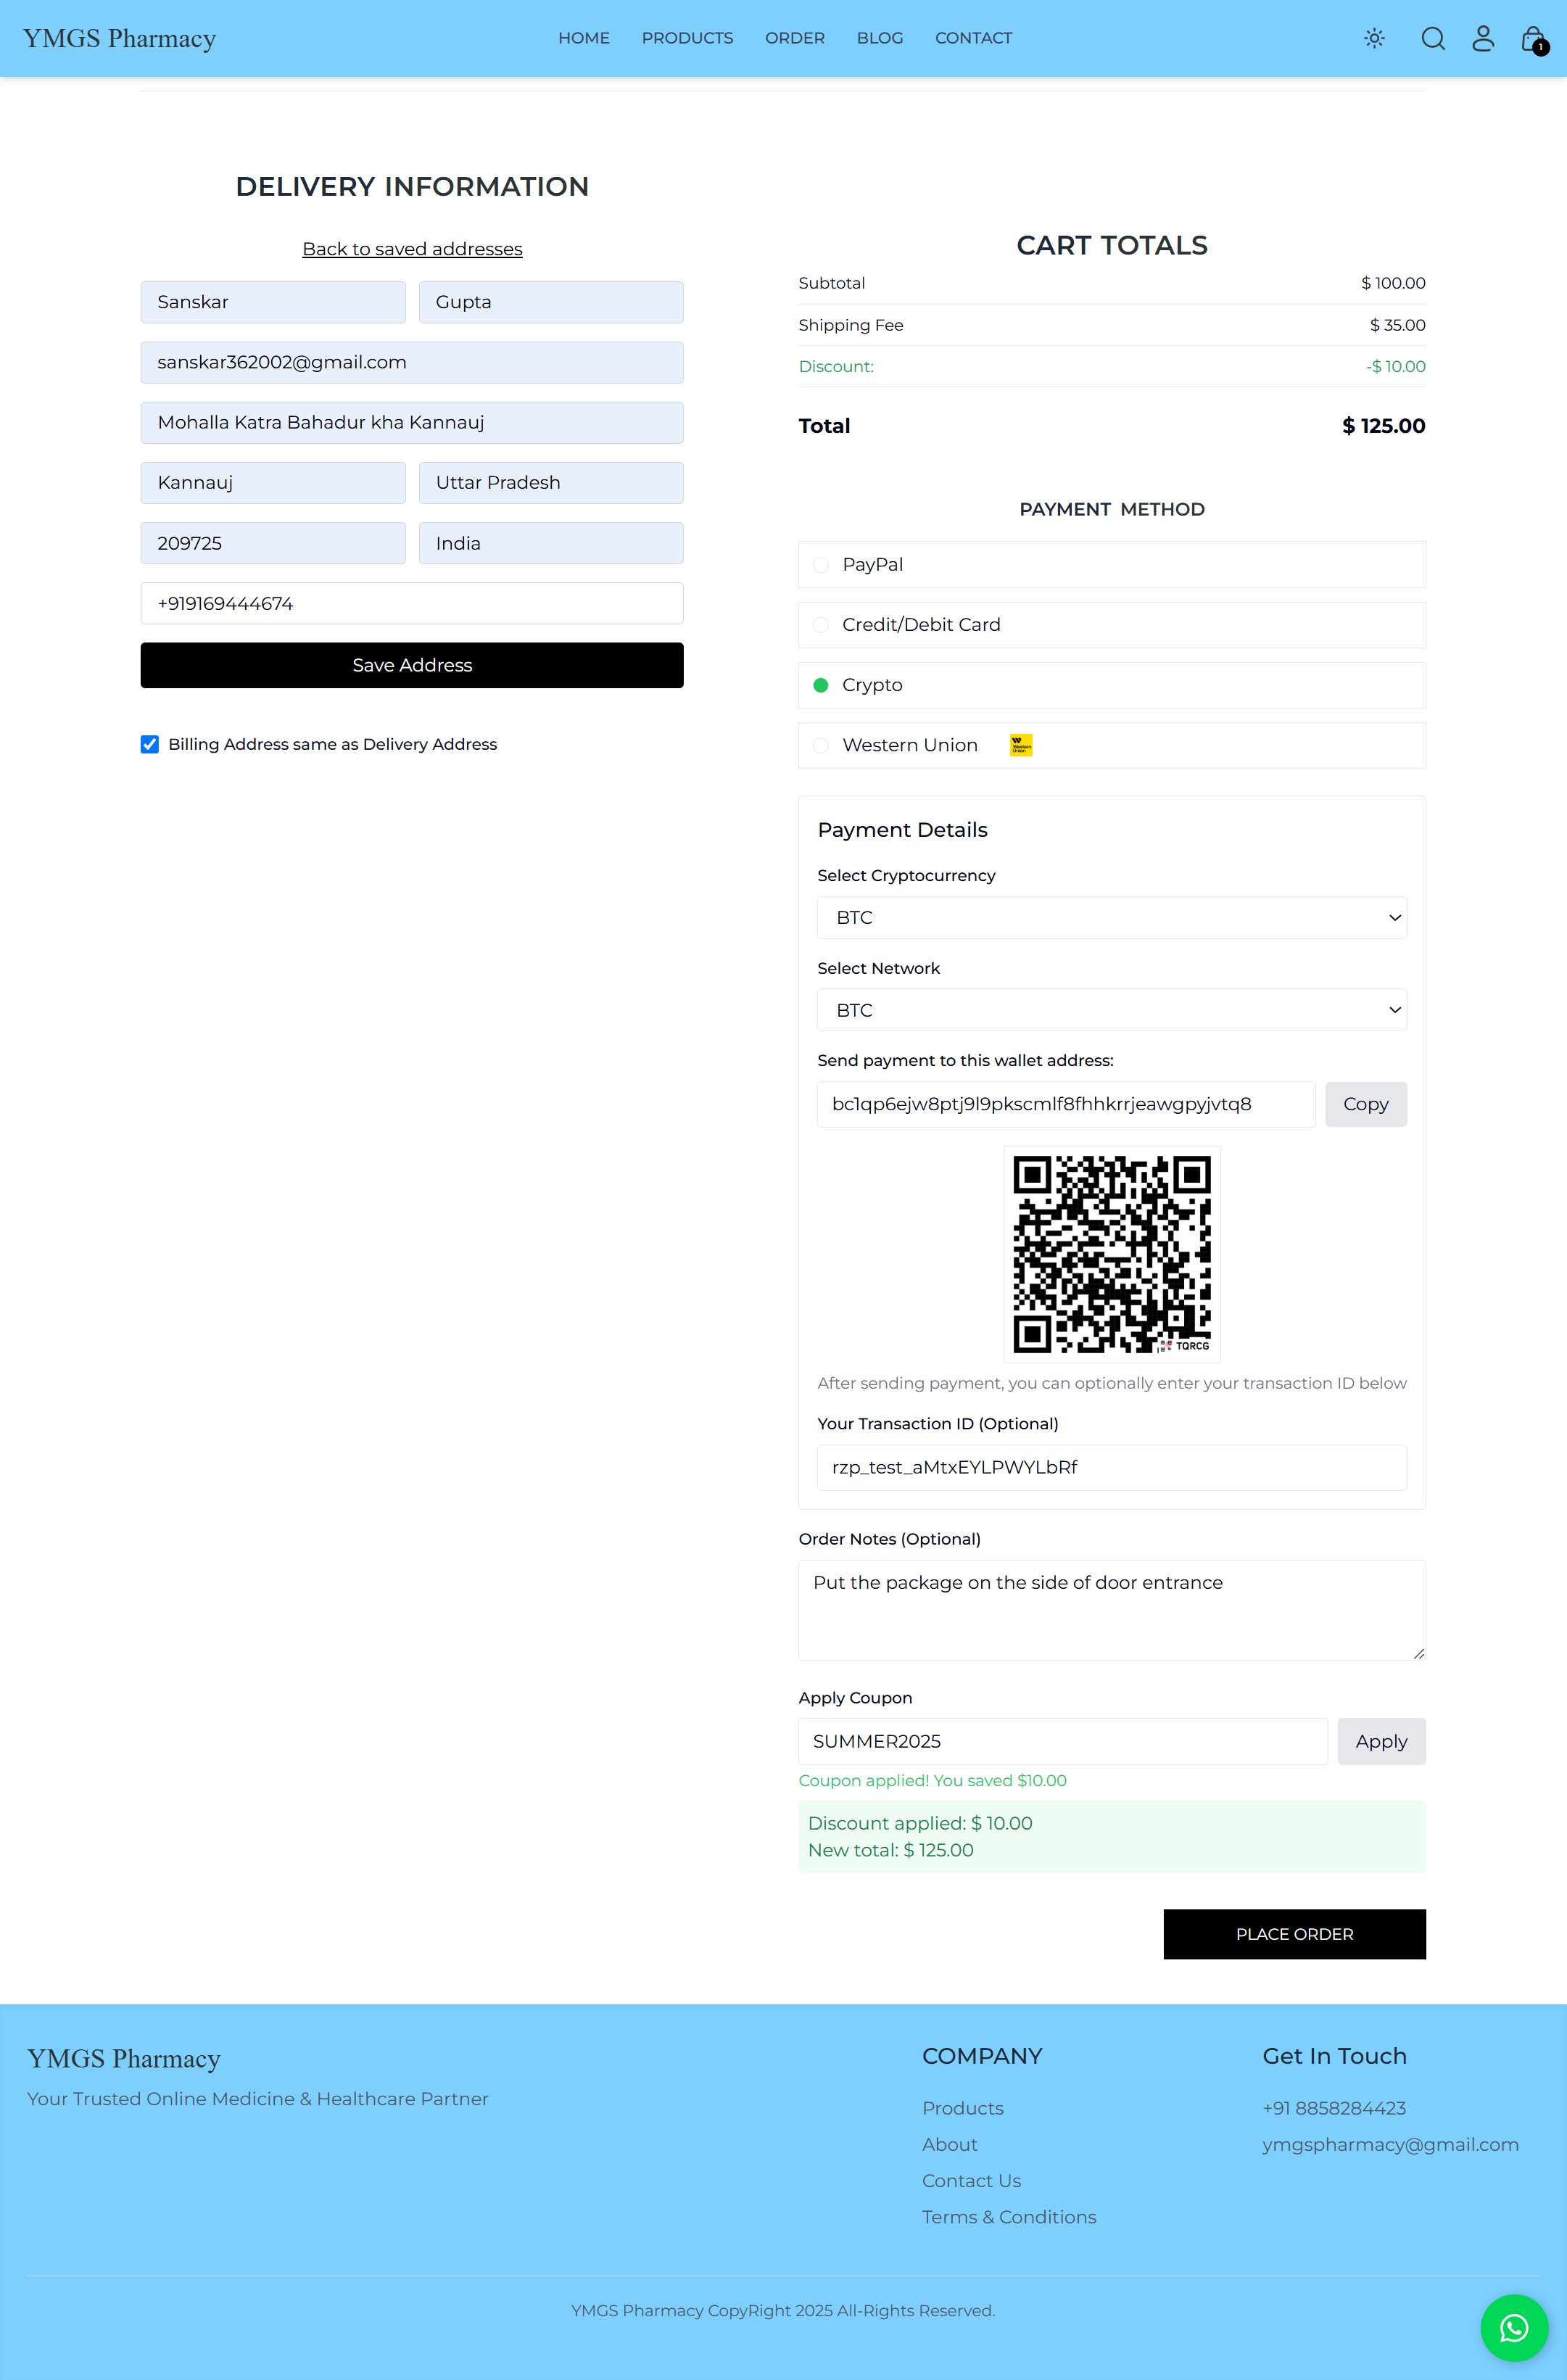 YMGS Pharmacy
HOME PRODUCTS ORDER BLOG CONTACT
1
DELIVERY INFORMATION
Back to saved addresses
Sanskar Gupta
sanskar362002@gmail.com
Mohalla Katra Bahadur kha Kannauj
Kannauj Uttar Pradesh
209725 India
+919169444674
Save Address
Billing Address same as Delivery Address
CART TOTALS
Subtotal $ 100.00
Shipping Fee $ 35.00
Discount: -$ 10.00
Total $ 125.00
PAYMENT METHOD
PayPal
Credit/Debit Card
Crypto
Western Union
Western
Union
Payment Details
Select Cryptocurrency
BTC
Select Network
BTC
Send payment to this wallet address:
bc1qp6ejw8ptj9l9pkscmlf8fhhkrrjeawgpyjvtq8 Copy
TQRCG
After sending payment, you can optionally enter your transaction ID below
Your Transaction ID (Optional)
rzp_test_aMtxEYLPWYLbRf
Order Notes (Optional)
Put the package on the side of door entrance
Apply Coupon
SUMMER2025 Apply
Coupon applied! You saved $10.00
Discount applied: $ 10.00
New total: $ 125.00
PLACE ORDER
YMGS Pharmacy
Your Trusted Online Medicine & Healthcare Partner
COMPANY
Products
About
Contact Us
Terms & Conditions
Get In Touch
+91 8858284423
ymgspharmacy@gmail.com
YMGS Pharmacy CopyRight 2025 All-Rights Reserved.